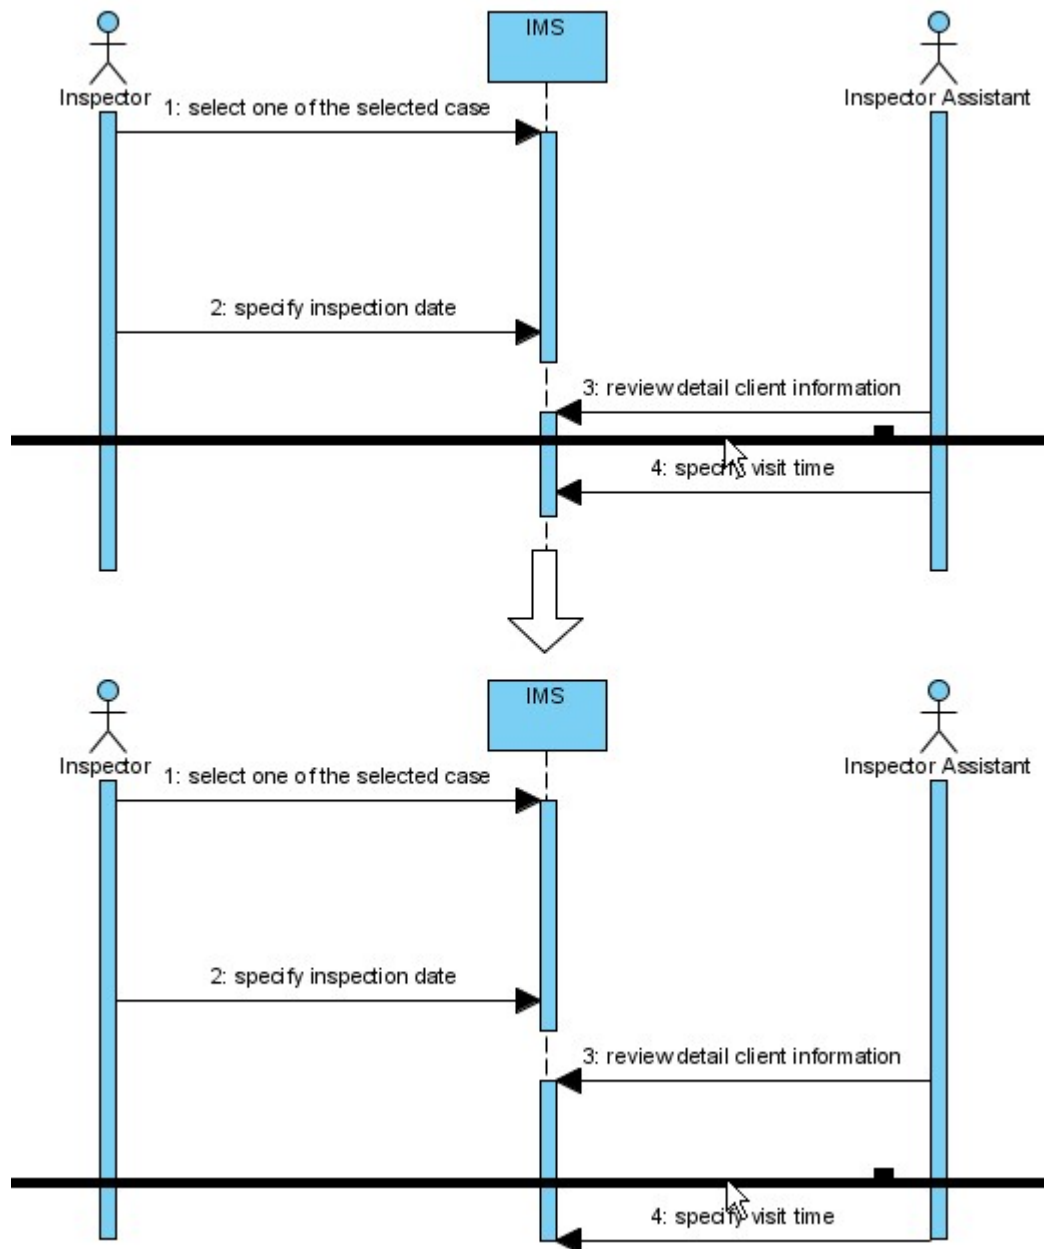 IMS
Inspector
Inspector Assistant
1: select one of the selected case
2: specify inspection date
3: review detail client information
4: specify visit time
IMS
Inspector
Inspector Assistant
1: select one of the selected case
2: specify inspection date
3: review detail client information
4: specify visit time